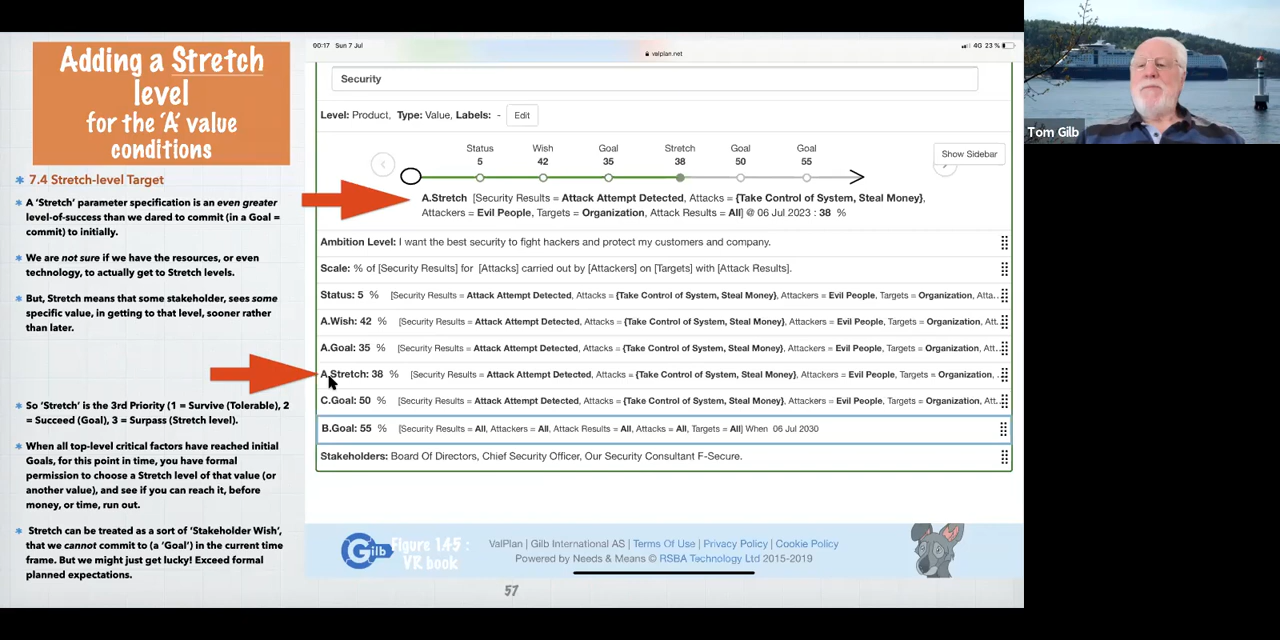 Adding a Stretch
level
for the 'A' value
conditions
7.4 Stretch-level Target
A 'Stretch' parameter specification is an even greater
level-of-success than we dared to commit (in a Goal =
commit) to initially.
We are not sure if we have the resources, or even
technology, to actually get to Stretch levels.
But, Stretch means that some stakeholder, sees some
specific value, in getting to that level, sooner rather
than later.
So 'Stretch' is the 3rd Priority (1 = Survive (Tolerable), 2
= Succeed (Goal), 3 = Surpass (Stretch level).
When all top-level critical factors have reached initial
Goals, for this point in time, you have formal
permission to choose a Stretch level of that value (or
another value), and see if you can reach it, before
money, or time, run out.
Stretch can be treated as a sort of 'Stakeholder Wish',
that we cannot commit to (a 'Goal') in the current time
frame. But we might just get lucky! Exceed formal
planned expectations.
00:17 Sun 7 Jul
valplan.net
4G 23 %
Security
Level: Product, Type: Value, Labels: - Edit
Status Wish Goal Stretch Goal Goal
5 42 35 38 50 55
Show Sidebar
A.Stretch [Security Results = Attack Attempt Detected, Attacks = {Take Control of System, Steal Money},
Attackers = Evil People, Targets = Organization, Attack Results = All] @ 06 Jul 2023 : 38 %
Ambition Level: I want the best security to fight hackers and protect my customers and company.
Scale: % of [Security Results] for [Attacks] carried out by [Attackers] on [Targets] with [Attack Results].
Status: 5 % [Security Results = Attack Attempt Detected, Attacks = {Take Control of System, Steal Money}, Attackers = Evil People, Targets = Organization, Atta...
A.Wish: 42 % [Security Results = Attack Attempt Detected, Attacks = {Take Control of System, Steal Money}, Attackers = Evil People, Targets = Organization, Att...
A.Goal: 35 % [Security Results = Attack Attempt Detected, Attacks = {Take Control of System, Steal Money}, Attackers = Evil People, Targets = Organization, Att...
A.Stretch: 38 % [Security Results = Attack Attempt Detected, Attacks = {Take Control of System, Steal Money}, Attackers = Evil People, Targets = Organization, ...
C.Goal: 50 % [Security Results = Attack Attempt Detected, Attacks = {Take Control of System, Steal Money}, Attackers = Evil People, Targets = Organization, Att...
B.Goal: 55 % [Security Results = All, Attackers = All, Attack Results = All, Attacks = All, Targets = All] When 06 Jul 2030
Stakeholders: Board Of Directors, Chief Security Officer, Our Security Consultant F-Secure.
Gilb
Figure 1.4.5 :
VR book
ValPlan | Gilb International AS | Terms Of Use | Privacy Policy | Cookie Policy
Powered by Needs & Means © RSBA Technology Ltd 2015-2019
57
Tom Gilb